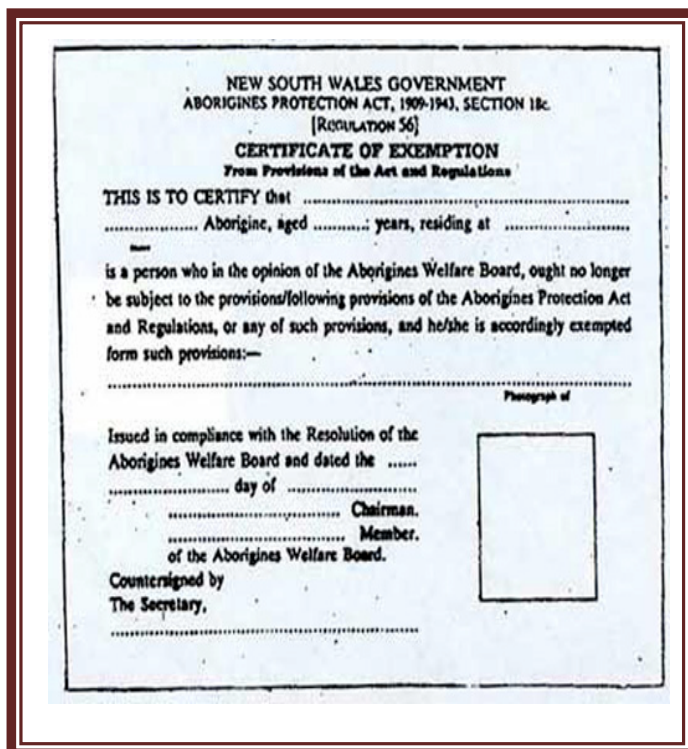 NEW SOUTH WALES GOVERNMENT
ABORIGINES PROTECTION ACT, 1909-1943, SECTION 18c.
[REGULATION 56]
CERTIFICATE OF EXEMPTION
From Provisions of the Act and Regulations
THIS IS TO CERTIFY that ..........................................................
.................. Aborigine, aged ..........: years, residing at ........................
is a person who in the opinion of the Aborigines Welfare Board, ought no longer
be subject to the provisions/following provisions of the Aborigines Protection Act
and Regulations, or any of such provisions, and he/she is accordingly exempted
form such provisions:—
Photograph of
Issued in compliance with the Resolution of the
Aborigines Welfare Board and dated the ......
........................ day of ........................
.................................. Chairman.
.................................. Member.
of the Aborigines Welfare Board.
Countersigned by
The Secretary,